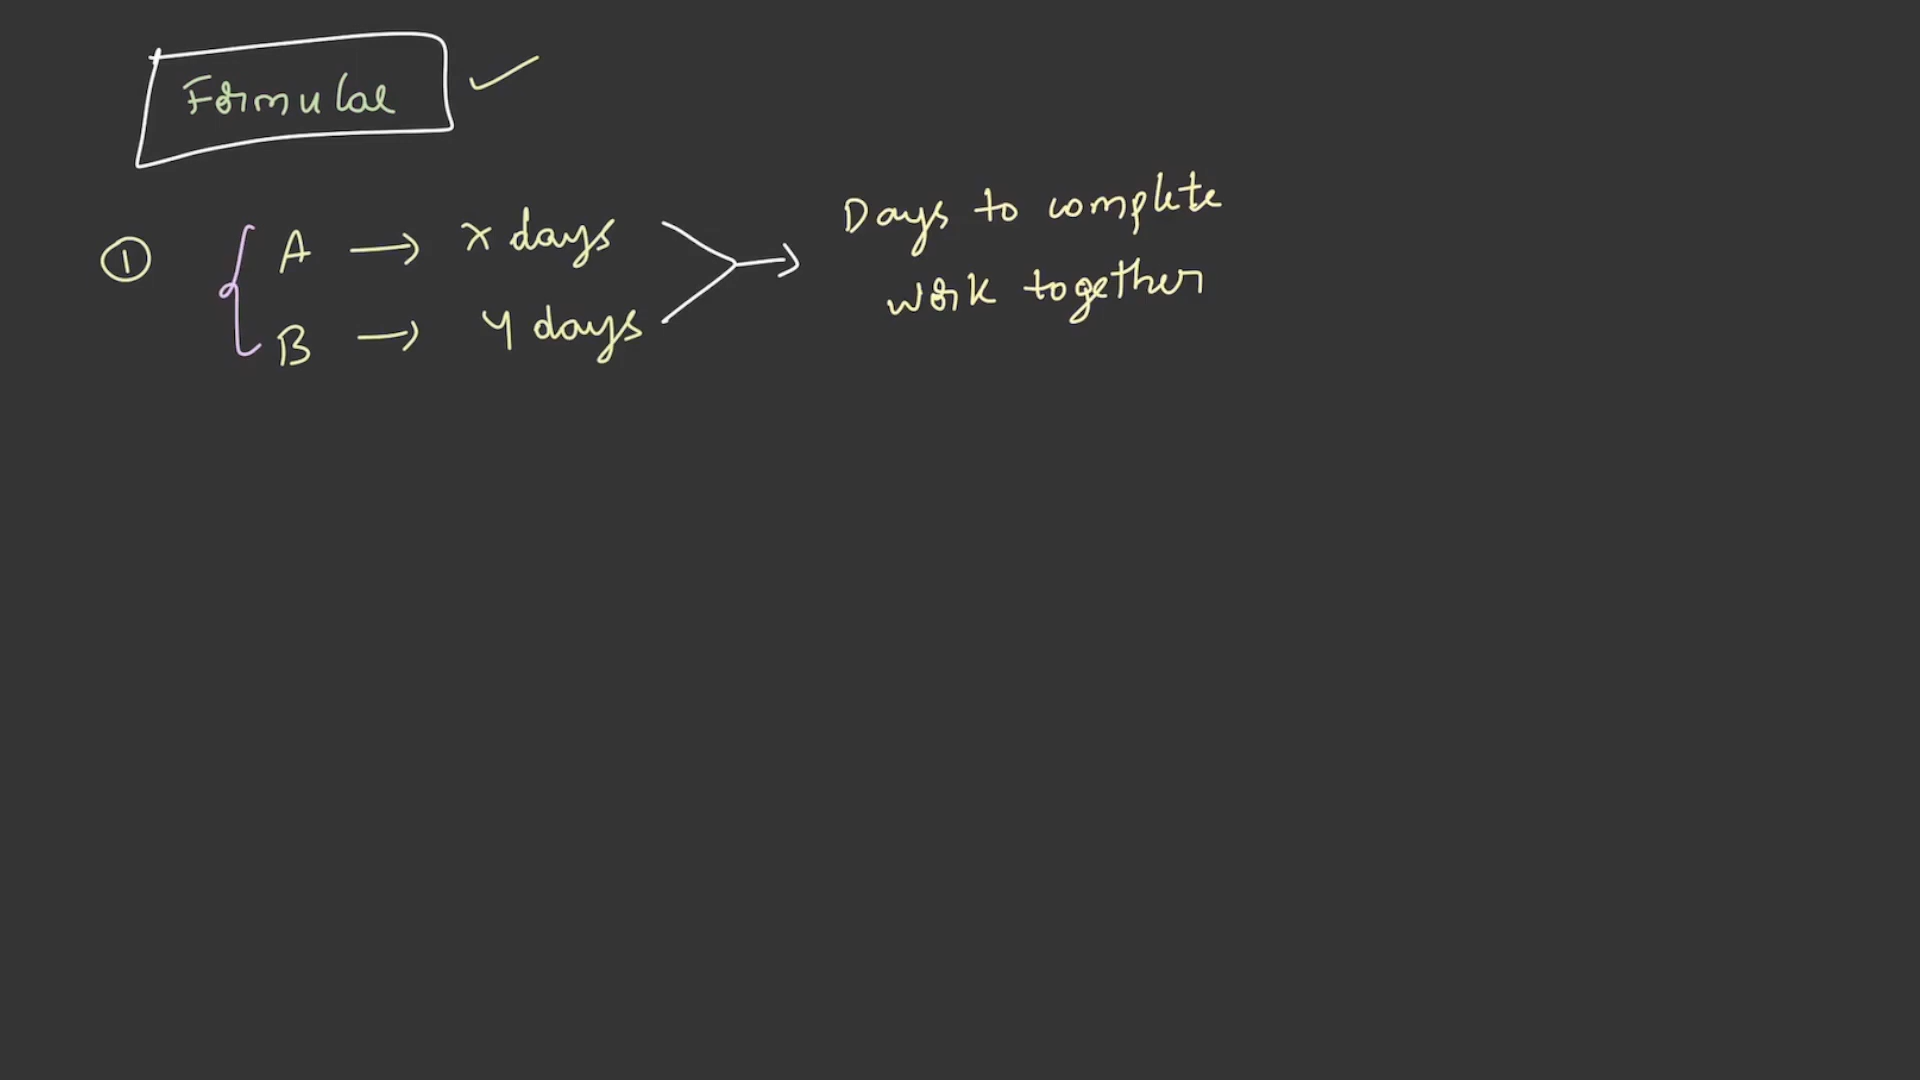 Formulae
① A → x days
B → y days
Days to complete
work together